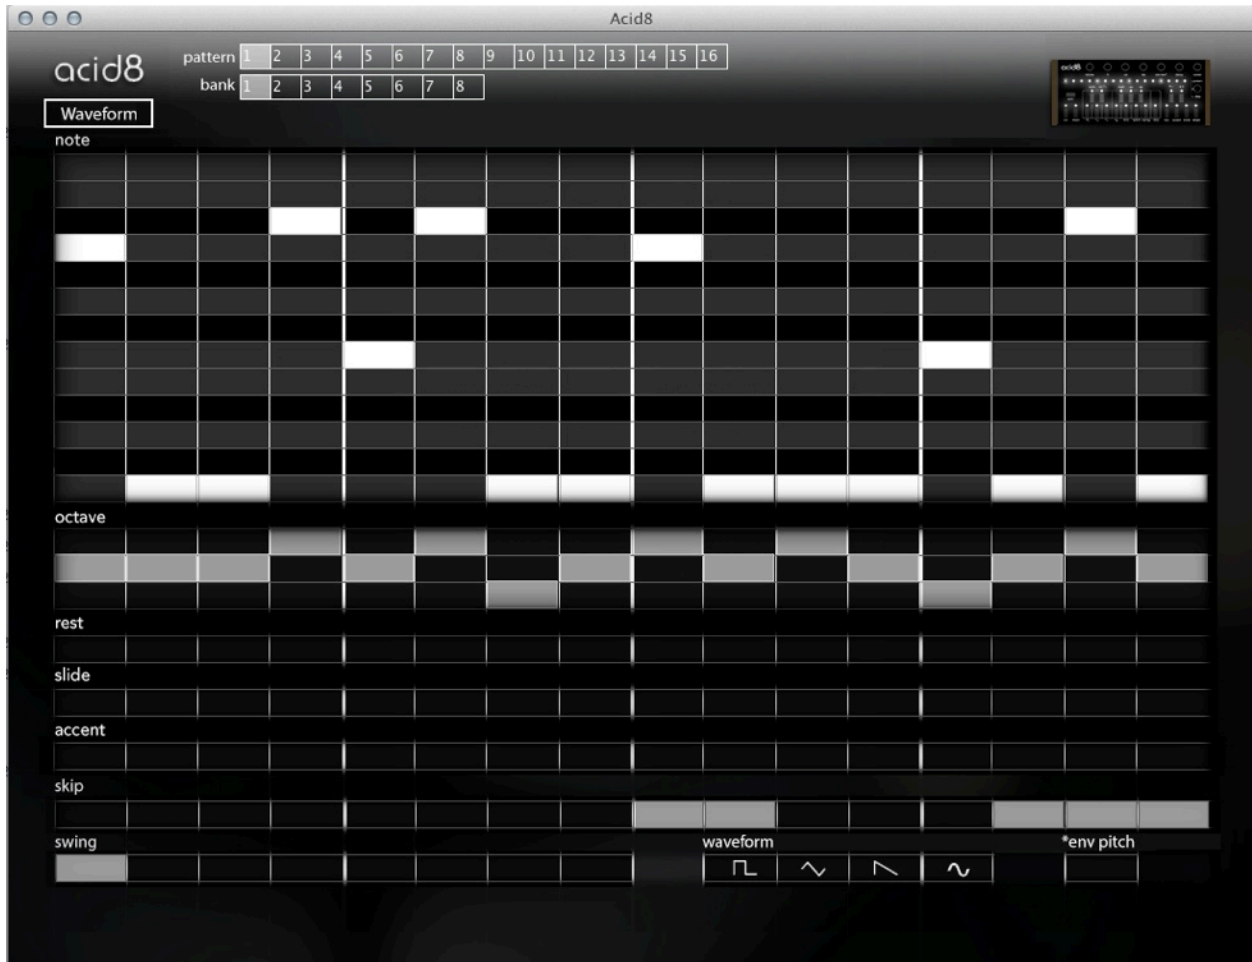 Acid8
acid8
pattern 1 2 3 4 5 6 7 8 9 10 11 12 13 14 15 16
bank 1 2 3 4 5 6 7 8
acid8
Waveform
note
octave
rest
slide
accent
skip
swing waveform *env pitch